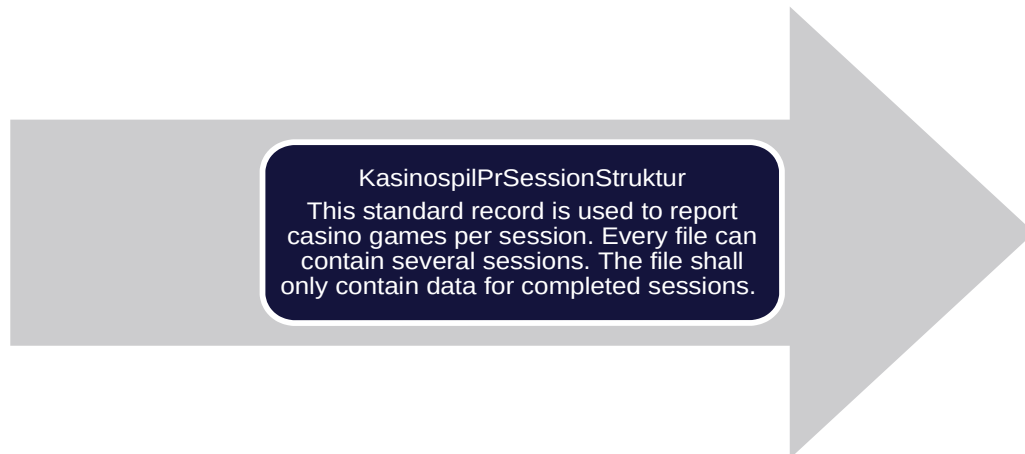 KasinospilPrSessionStruktur
This standard record is used to report
casino games per session. Every file can
contain several sessions. The file shall
only contain data for completed sessions.